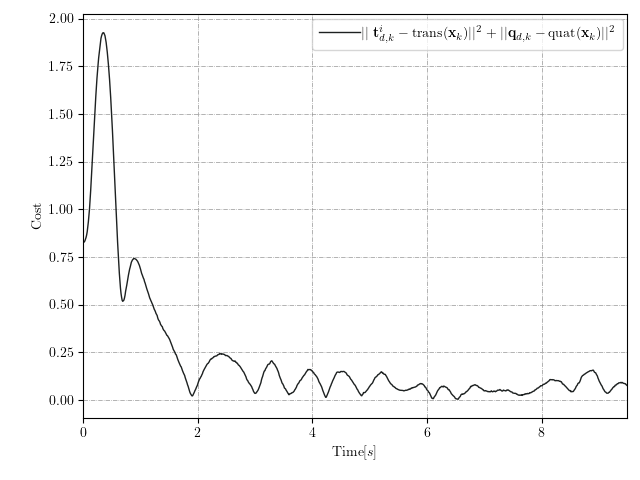 || t^i_{d,k} − trans(x_k)||^2 + ||q_{d,k} − quat(x_k)||^2
2.00
1.75
1.50
1.25
1.00
0.75
0.50
0.25
0.00
Cost
0 2 4 6 8
Time[s]